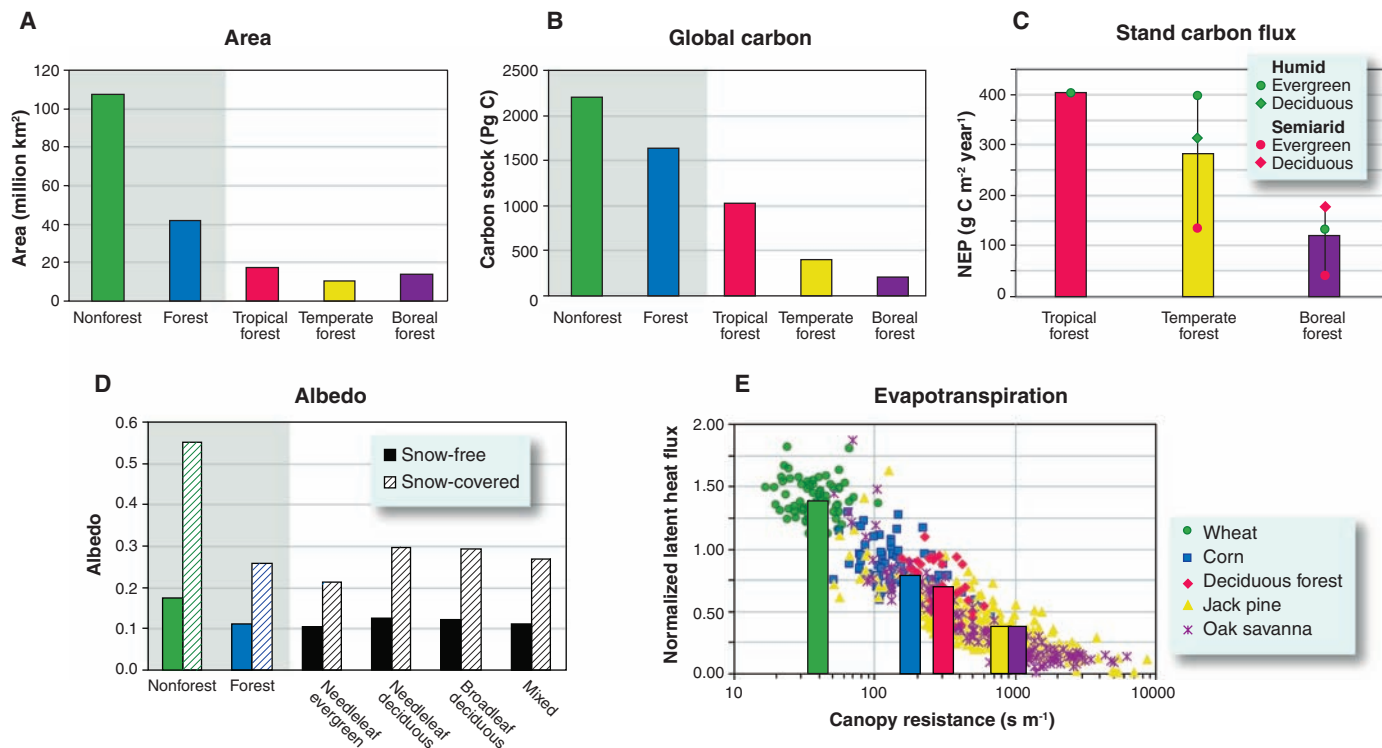 A
Area
Area (million km²)
120
100
80
60
40
20
0
Nonforest
Forest
Tropical
forest
Temperate
forest
Boreal
forest
B
Global carbon
Carbon stock (Pg C)
2500
2000
1500
1000
500
0
Nonforest
Forest
Tropical
forest
Temperate
forest
Boreal
forest
C
Stand carbon flux
NEP (g C m⁻² year¹)
400
300
200
100
0
Tropical
forest
Temperate
forest
Boreal
forest
Humid
Evergreen
Deciduous
Semiarid
Evergreen
Deciduous
D
Albedo
Albedo
0.6
0.5
0.4
0.3
0.2
0.1
0.0
Snow-free
Snow-covered
Nonforest
Forest
Needleleaf
evergreen
Needleleaf
deciduous
Broadleaf
deciduous
Mixed
E
Evapotranspiration
Normalized latent heat flux
2.00
1.50
1.00
0.50
0.00
10
100
1000
10000
Canopy resistance (s m⁻¹)
Wheat
Corn
Deciduous forest
Jack pine
Oak savanna